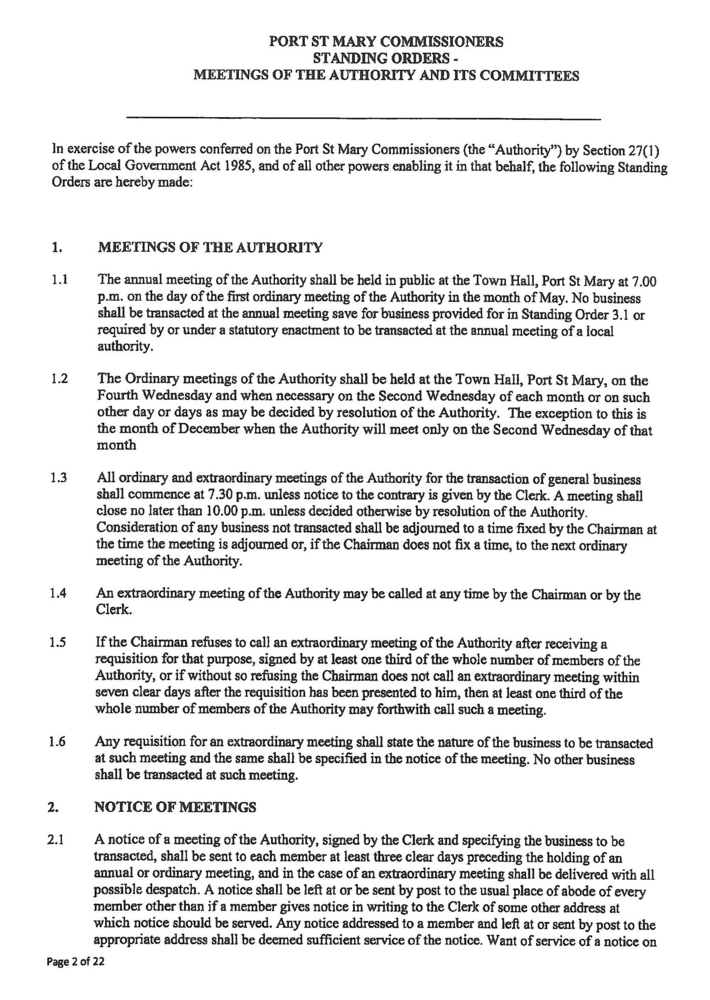 PORT ST MARY COMMISSIONERS
STANDING ORDERS -
MEETINGS OF THE AUTHORITY AND ITS COMMITTEES
In exercise of the powers conferred on the Port St Mary Commissioners (the “Authority”) by Section 27(1)
of the Local Government Act 1985, and of all other powers enabling it in that behalf, the following Standing
Orders are hereby made:
1. MEETINGS OF THE AUTHORITY
1.1 The annual meeting of the Authority shall be held in public at the Town Hall, Port St Mary at 7.00
p.m. on the day of the first ordinary meeting of the Authority in the month of May. No business
shall be transacted at the annual meeting save for business provided for in Standing Order 3.1 or
required by or under a statutory enactment to be transacted at the annual meeting of a local
authority.
1.2 The Ordinary meetings of the Authority shall be held at the Town Hall, Port St Mary, on the
Fourth Wednesday and when necessary on the Second Wednesday of each month or on such
other day or days as may be decided by resolution of the Authority. The exception to this is
the month of December when the Authority will meet only on the Second Wednesday of that
month
1.3 All ordinary and extraordinary meetings of the Authority for the transaction of general business
shall commence at 7.30 p.m. unless notice to the contrary is given by the Clerk. A meeting shall
close no later than 10.00 p.m. unless decided otherwise by resolution of the Authority.
Consideration of any business not transacted shall be adjourned to a time fixed by the Chairman at
the time the meeting is adjourned or, if the Chairman does not fix a time, to the next ordinary
meeting of the Authority.
1.4 An extraordinary meeting of the Authority may be called at any time by the Chairman or by the
Clerk.
1.5 If the Chairman refuses to call an extraordinary meeting of the Authority after receiving a
requisition for that purpose, signed by at least one third of the whole number of members of the
Authority, or if without so refusing the Chairman does not call an extraordinary meeting within
seven clear days after the requisition has been presented to him, then at least one third of the
whole number of members of the Authority may forthwith call such a meeting.
1.6 Any requisition for an extraordinary meeting shall state the nature of the business to be transacted
at such meeting and the same shall be specified in the notice of the meeting. No other business
shall be transacted at such meeting.
2. NOTICE OF MEETINGS
2.1 A notice of a meeting of the Authority, signed by the Clerk and specifying the business to be
transacted, shall be sent to each member at least three clear days preceding the holding of an
annual or ordinary meeting, and in the case of an extraordinary meeting shall be delivered with all
possible despatch. A notice shall be left at or be sent by post to the usual place of abode of every
member other than if a member gives notice in writing to the Clerk of some other address at
which notice should be served. Any notice addressed to a member and left at or sent by post to the
appropriate address shall be deemed sufficient service of the notice. Want of service of a notice on
Page 2 of 22